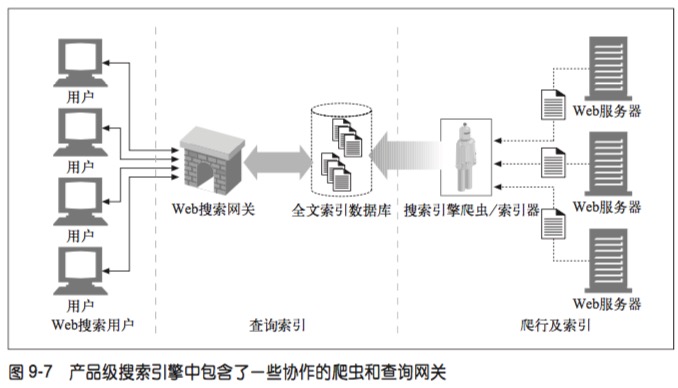 用户
用户
用户
用户
Web搜索用户
Web搜索网关
全文索引数据库
查询索引
搜索引擎爬虫/索引器
Web服务器
Web服务器
Web服务器
爬行及索引
图 9-7 产品级搜索引擎中包含了一些协作的爬虫和查询网关